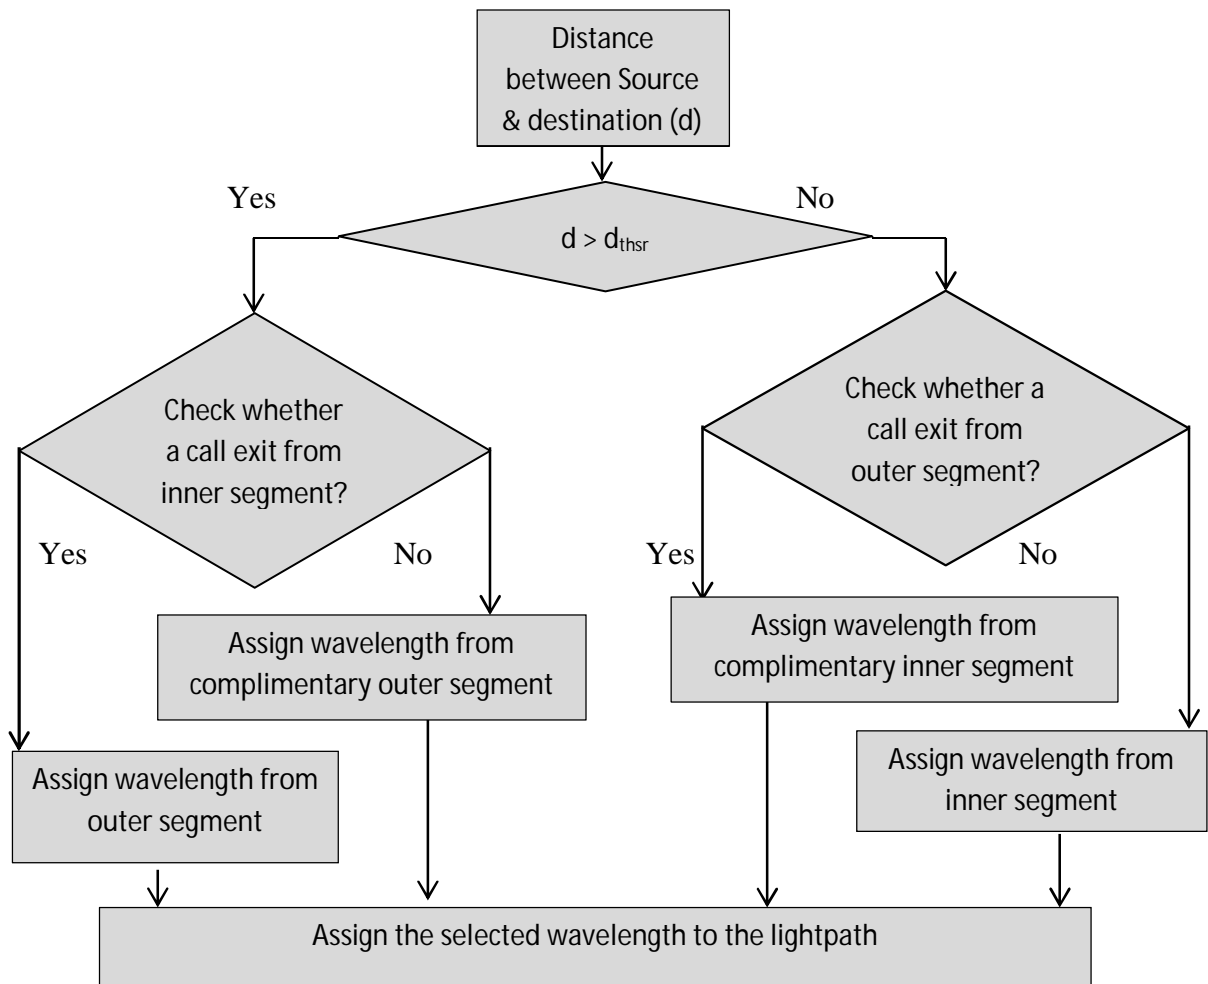 Distance
between Source
& destination (d)
Yes
No
d > dthsr
Check whether
a call exit from
inner segment?
Check whether a
call exit from
outer segment?
Yes
No
Yes
No
Assign wavelength from
complimentary outer segment
Assign wavelength from
complimentary inner segment
Assign wavelength from
outer segment
Assign wavelength from
inner segment
Assign the selected wavelength to the lightpath